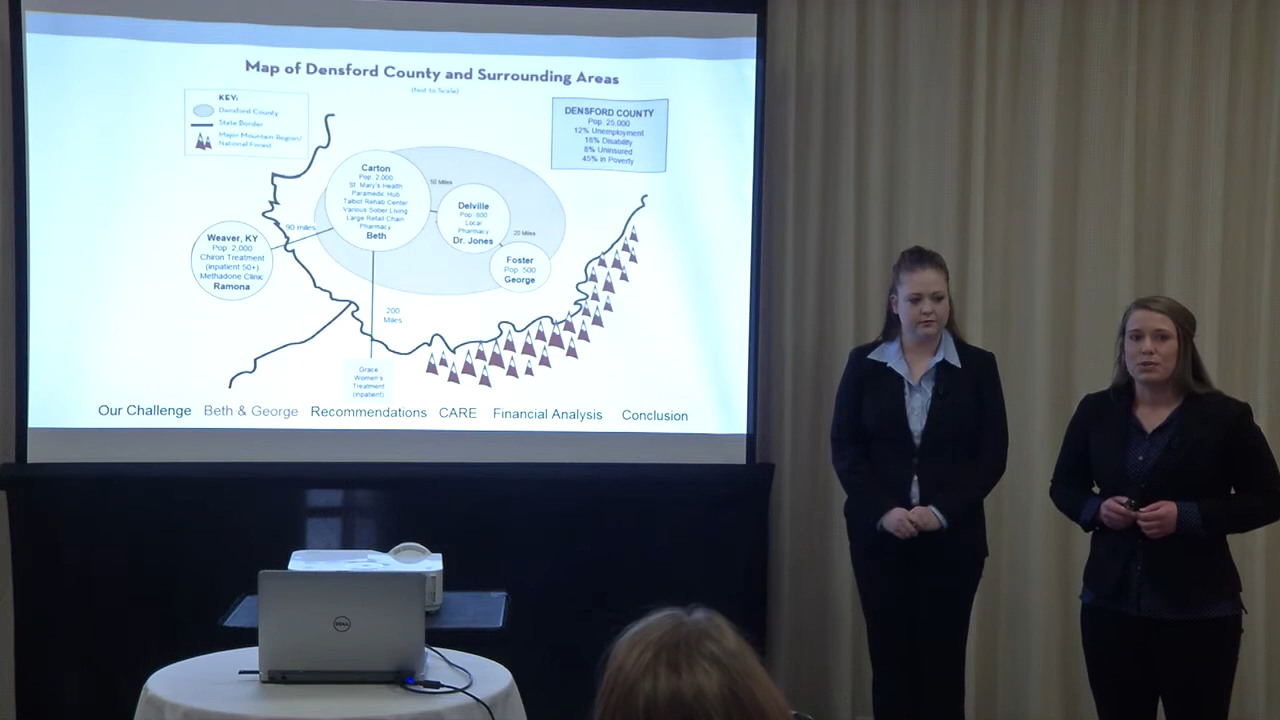 Map of Densford County and Surrounding Areas
(Not to Scale)
KEY:
Densford County
State Border
Major Mountain Region/
National Forest
DENSFORD COUNTY
Pop. 25,000
12% Unemployment
16% Disability
8% Uninsured
45% in Poverty
Carton
Pop. 2,000
St. Mary's Health
Paramedic Hub
Talbot Rehab Center
Various Sober Living
Large Retail Chain
Pharmacy
Beth
50 Miles
Delville
Pop. 800
Local
Pharmacy
Dr. Jones
20 Miles
Foster
Pop. 500
George
90 miles
Weaver, KY
Pop. 2,000
Chiron Treatment
(inpatient 50+)
Methadone Clinic
Ramona
200
Miles
Grace
Women's
Treatment
(inpatient)
Our Challenge Beth & George Recommendations CARE Financial Analysis Conclusion
DELL